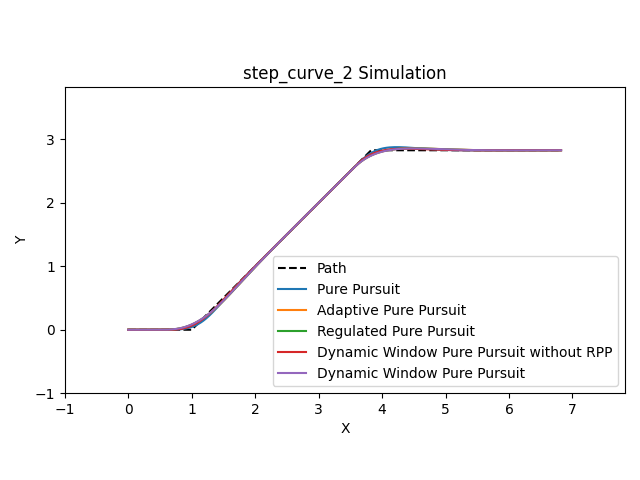 step_curve_2 Simulation
3
2
1
0
−1
Y
−1
0
1
2
3
4
5
6
7
X
Path
Pure Pursuit
Adaptive Pure Pursuit
Regulated Pure Pursuit
Dynamic Window Pure Pursuit without RPP
Dynamic Window Pure Pursuit